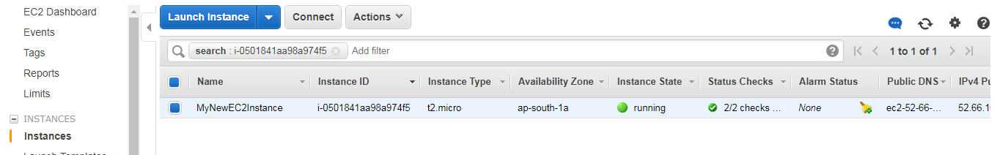 EC2 Dashboard
Events
Tags
Reports
Limits
INSTANCES
Instances
Launch Templates
Launch Instance Connect Actions
search : i-0501841aa98a974f5 Add filter
1 to 1 of 1
Name Instance ID Instance Type Availability Zone Instance State Status Checks Alarm Status Public DNS IPv4 Pu
MyNewEC2Instance i-0501841aa98a974f5 t2.micro ap-south-1a running 2/2 checks ... None ec2-52-66-... 52.66.1